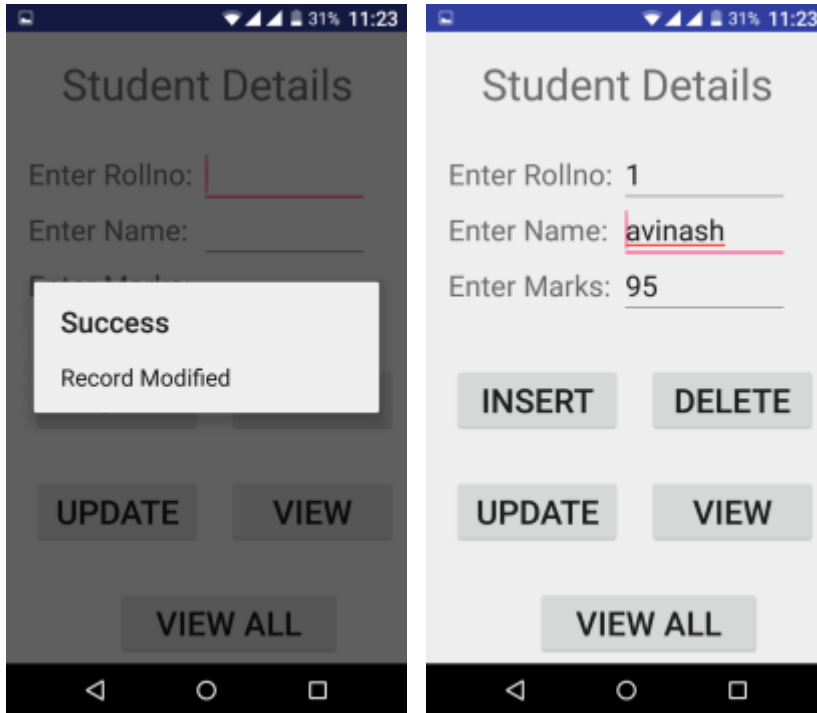 31% 11:23
Student Details
Enter Rollno:
Enter Name:
Success
Record Modified
UPDATE VIEW
VIEW ALL
31% 11:23
Student Details
Enter Rollno: 1
Enter Name: avinash
Enter Marks: 95
INSERT DELETE
UPDATE VIEW
VIEW ALL